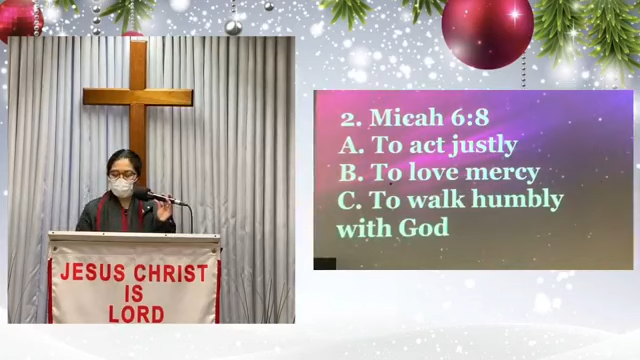 JESUS CHRIST
IS
LORD
2. Micah 6:8
A. To act justly
B. To love mercy
C. To walk humbly
with God